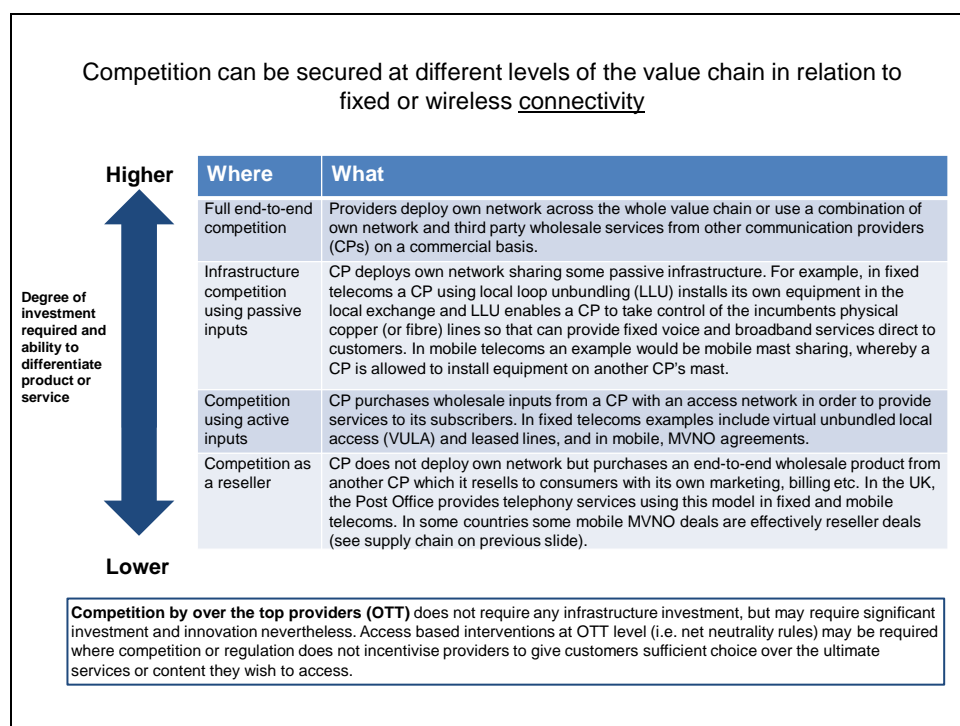 Competition can be secured at different levels of the value chain in relation to
fixed or wireless connectivity
Higher
Degree of
investment
required and
ability to
differentiate
product or
service
Lower
Where
What
Full end-to-end
competition
Providers deploy own network across the whole value chain or use a combination of
own network and third party wholesale services from other communication providers
(CPs) on a commercial basis.
Infrastructure
competition
using passive
inputs
CP deploys own network sharing some passive infrastructure. For example, in fixed
telecoms a CP using local loop unbundling (LLU) installs its own equipment in the
local exchange and LLU enables a CP to take control of the incumbents physical
copper (or fibre) lines so that can provide fixed voice and broadband services direct to
customers. In mobile telecoms an example would be mobile mast sharing, whereby a
CP is allowed to install equipment on another CP's mast.
Competition
using active
inputs
CP purchases wholesale inputs from a CP with an access network in order to provide
services to its subscribers. In fixed telecoms examples include virtual unbundled local
access (VULA) and leased lines, and in mobile, MVNO agreements.
Competition as
a reseller
CP does not deploy own network but purchases an end-to-end wholesale product from
another CP which it resells to consumers with its own marketing, billing etc. In the UK,
the Post Office provides telephony services using this model in fixed and mobile
telecoms. In some countries some mobile MVNO deals are effectively reseller deals
(see supply chain on previous slide).
Competition by over the top providers (OTT) does not require any infrastructure investment, but may require significant
investment and innovation nevertheless. Access based interventions at OTT level (i.e. net neutrality rules) may be required
where competition or regulation does not incentivise providers to give customers sufficient choice over the ultimate
services or content they wish to access.